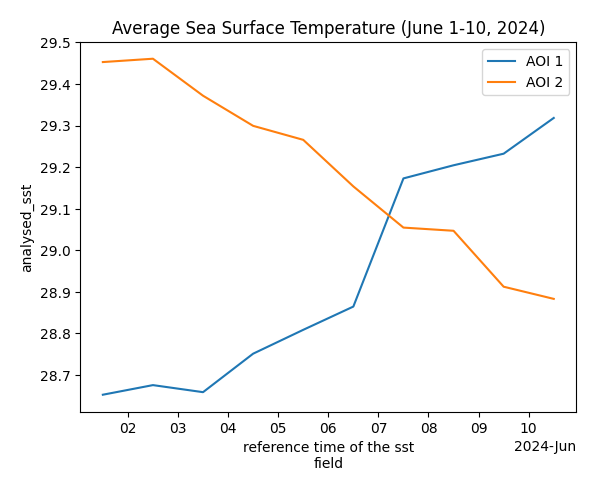 Average Sea Surface Temperature (June 1-10, 2024)
29.5
29.4
29.3
29.2
29.1
29.0
28.9
28.8
28.7
analysed_sst
AOI 1
AOI 2
02 03 04 05 06 07 08 09 10
2024-Jun
reference time of the sst
field